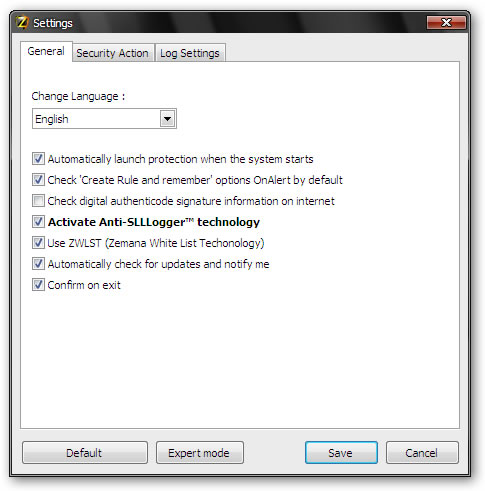 Settings
General Security Action Log Settings
Change Language :
English
Automatically launch protection when the system starts
Check 'Create Rule and remember' options OnAlert by default
Check digital authenticode signature information on internet
Activate Anti-SLLLogger™ technology
Use ZWLST (Zemana White List Techonology)
Automatically check for updates and notify me
Confirm on exit
Default Expert mode Save Cancel